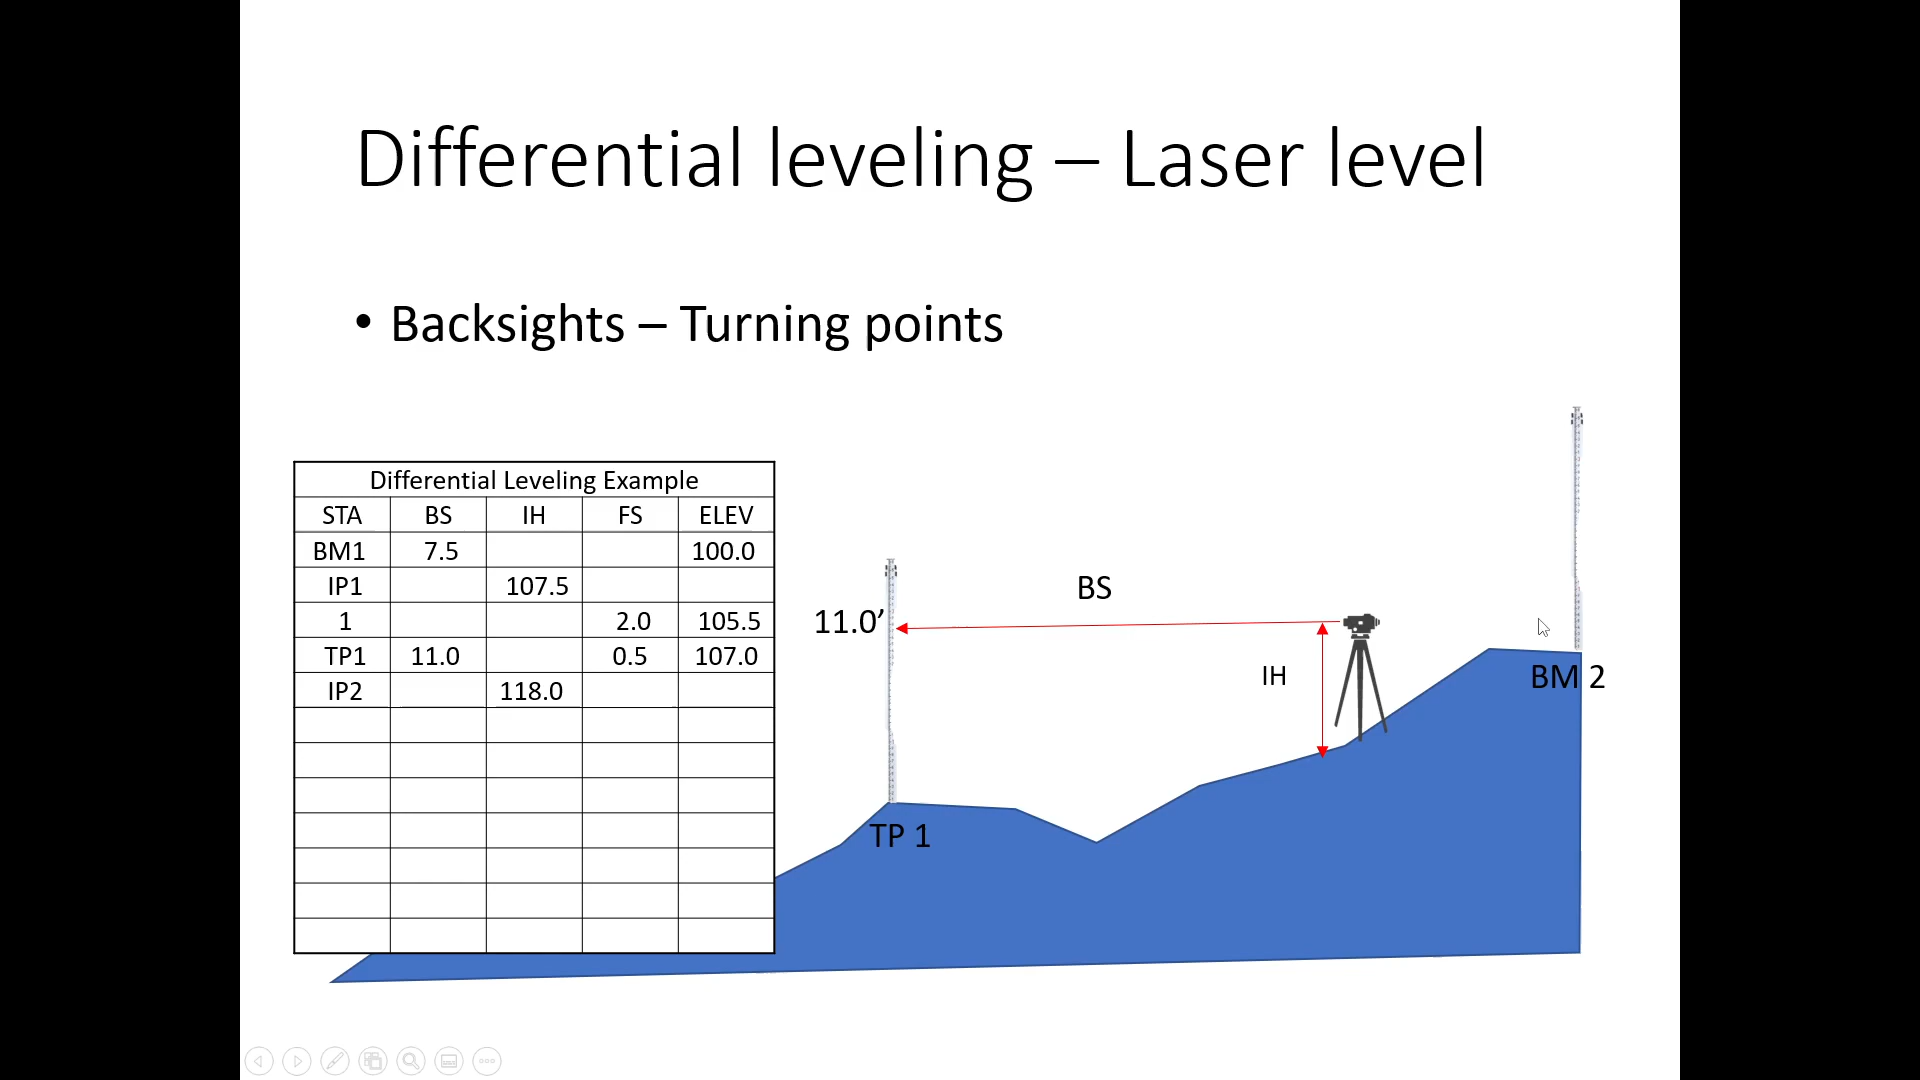 Differential leveling – Laser level
• Backsights – Turning points
Differential Leveling Example
STA BS IH FS ELEV
BM1 7.5 100.0
IP1 107.5
1 2.0 105.5
TP1 11.0 0.5 107.0
IP2 118.0
BS
11.0’
IH
BM 2
TP 1